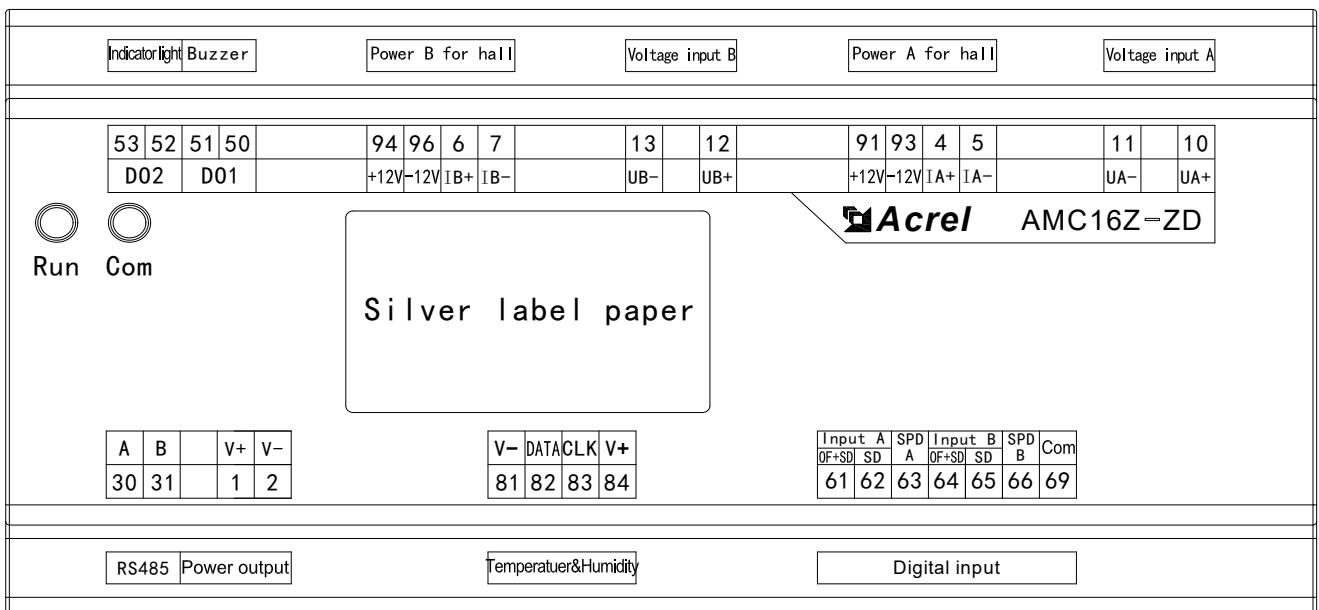 Indicator light Buzzer Power B for hall Voltage input B Power A for hall Voltage input A
53 52 51 50 94 96 6 7 13 12 91 93 4 5 11 10
DO2 DO1 +12V -12V IB+ IB- UB- UB+ +12V -12V IA+ IA- UA- UA+
Acrel AMC16Z-ZD
Run Com
Silver label paper
A B V+ V- V- DATA CLK V+ Input A SPD A Input B SPD B Com
OF+SD SD OF+SD SD
30 31 1 2 81 82 83 84 61 62 63 64 65 66 69
RS485 Power output Temperatuer&Humidity Digital input